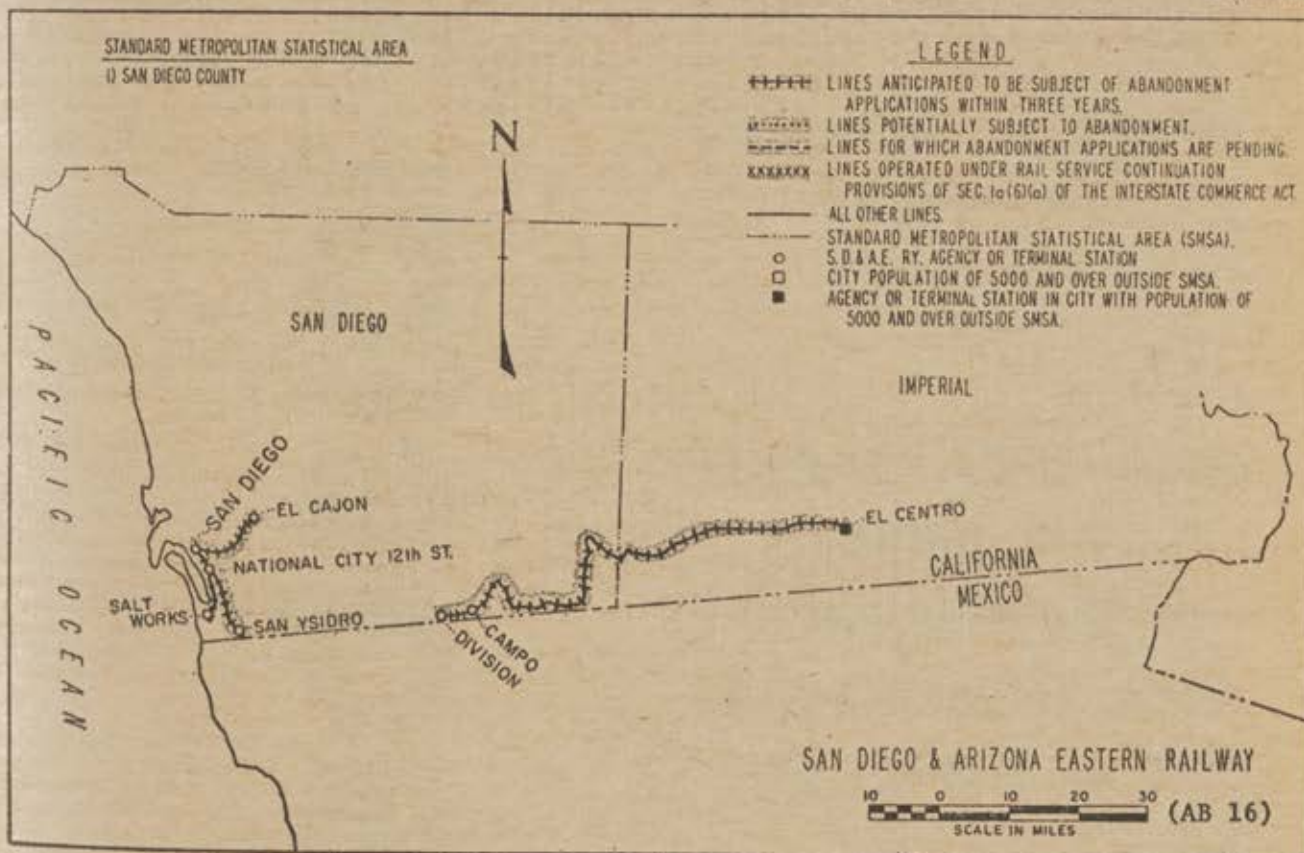 STANDARD METROPOLITAN STATISTICAL AREA
1) SAN DIEGO COUNTY
LEGEND
LINES ANTICIPATED TO BE SUBJECT OF ABANDONMENT
APPLICATIONS WITHIN THREE YEARS.
LINES POTENTIALLY SUBJECT TO ABANDONMENT.
LINES FOR WHICH ABANDONMENT APPLICATIONS ARE PENDING.
LINES OPERATED UNDER RAIL SERVICE CONTINUATION
PROVISIONS OF SEC. 1a(6)(a) OF THE INTERSTATE COMMERCE ACT
ALL OTHER LINES.
STANDARD METROPOLITAN STATISTICAL AREA (SMSA).
S.D.& A.E. RY. AGENCY OR TERMINAL STATION
CITY POPULATION OF 5000 AND OVER OUTSIDE SMSA.
AGENCY OR TERMINAL STATION IN CITY WITH POPULATION OF
5000 AND OVER OUTSIDE SMSA.
N
SAN DIEGO
IMPERIAL
PACIFIC OCEAN
SAN DIEGO
EL CAJON
NATIONAL CITY 12th ST.
SALT
WORKS
SAN YSIDRO
CAMPO
DIVISION
EL CENTRO
CALIFORNIA
MEXICO
SAN DIEGO & ARIZONA EASTERN RAILWAY
10 0 10 20 30
SCALE IN MILES
(AB 16)